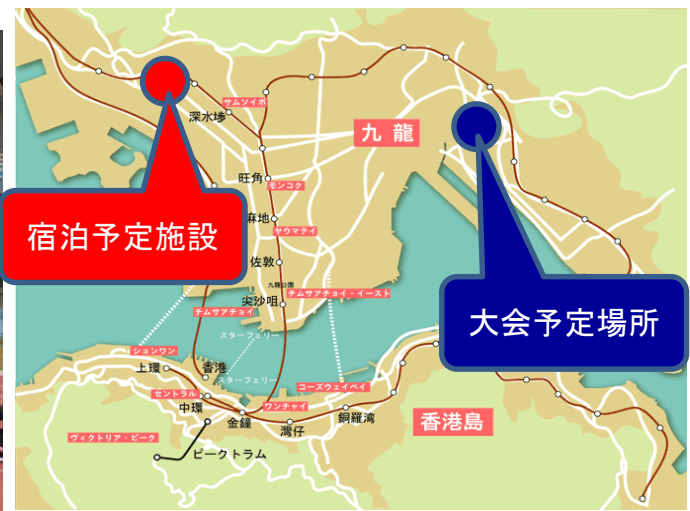 サムソイポ
深水埗
九 龍
旺角
モンコク
宿泊予定施設
麻地
ヤウマテイ
佐敦
九龍公園
チムサアチョイ・イースト
尖沙咀
チムサアチョイ
大会予定場所
スターフェリー
ションワン
上環
香港
スターフェリー
コーズウェイベイ
セントラル
中環
ワンチャイ
金鐘
灣仔
銅羅湾
香港島
ヴィクトリア・ピーク
ピークトラム